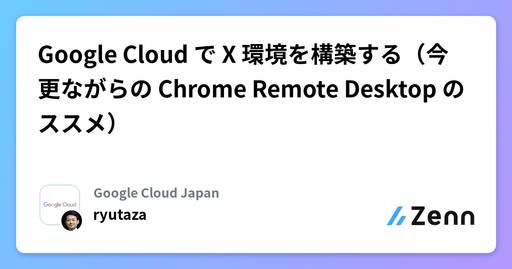 Google Cloud で X 環境を構築する（今
更ながらの Chrome Remote Desktop の
ススメ）
Google Cloud
Google Cloud Japan
ryutaza
Zenn